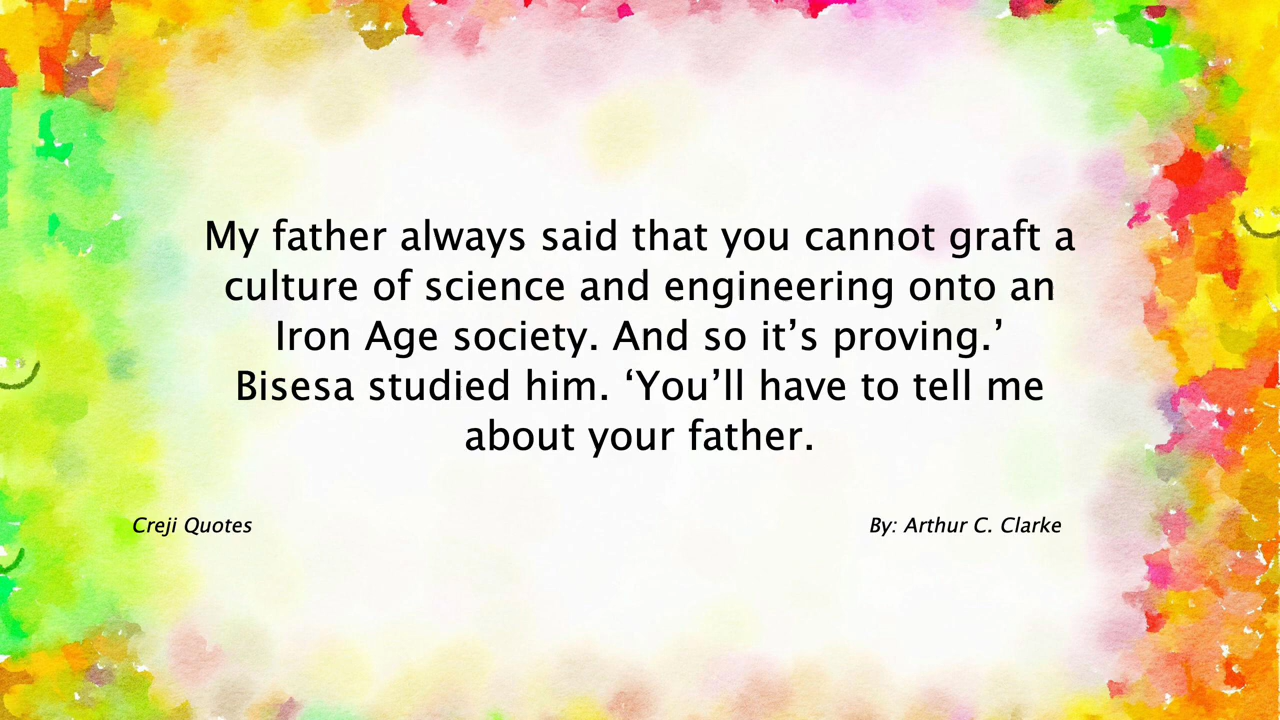 My father always said that you cannot graft a
culture of science and engineering onto an
Iron Age society. And so it’s proving.’
Bisesa studied him. ‘You’ll have to tell me
about your father.
Creji Quotes
By: Arthur C. Clarke